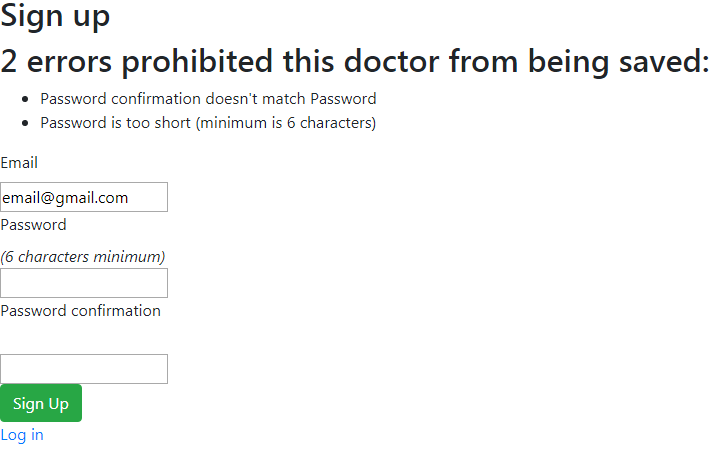 Sign up
2 errors prohibited this doctor from being saved:
Password confirmation doesn't match Password
Password is too short (minimum is 6 characters)
Email
email@gmail.com
Password
(6 characters minimum)
Password confirmation
Sign Up
Log in